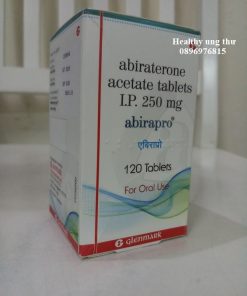 Healthy ung thư
0896976815
abiraterone
acetate tablets
I.P. 250 mg
abirapro®
एबिराप्रो
120 Tablets
For Oral Use
G Glenmark